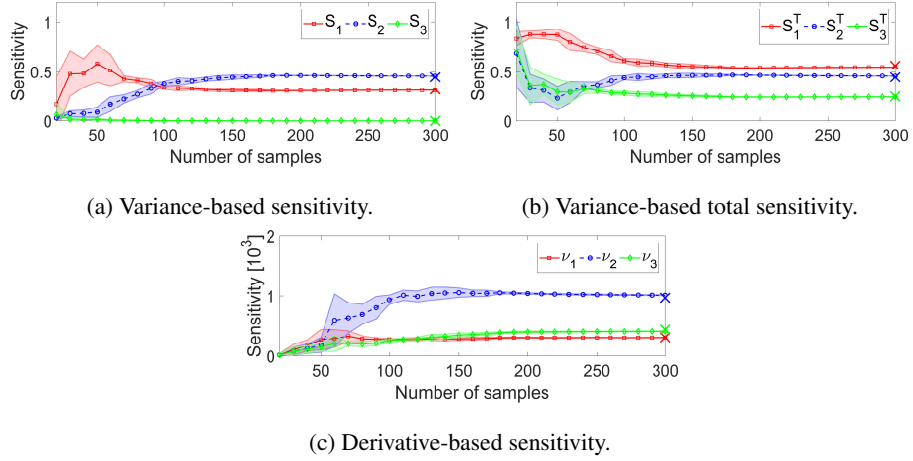 Sensitivity
1
0.5
0
S₁ S₂ S₃
50 100 150 200 250 300
Number of samples
(a) Variance-based sensitivity.
Sensitivity
1
0.5
0
S₁ᵀ S₂ᵀ S₃ᵀ
50 100 150 200 250 300
Number of samples
(b) Variance-based total sensitivity.
Sensitivity [10³]
2
1
0
ν₁ ν₂ ν₃
50 100 150 200 250 300
Number of samples
(c) Derivative-based sensitivity.